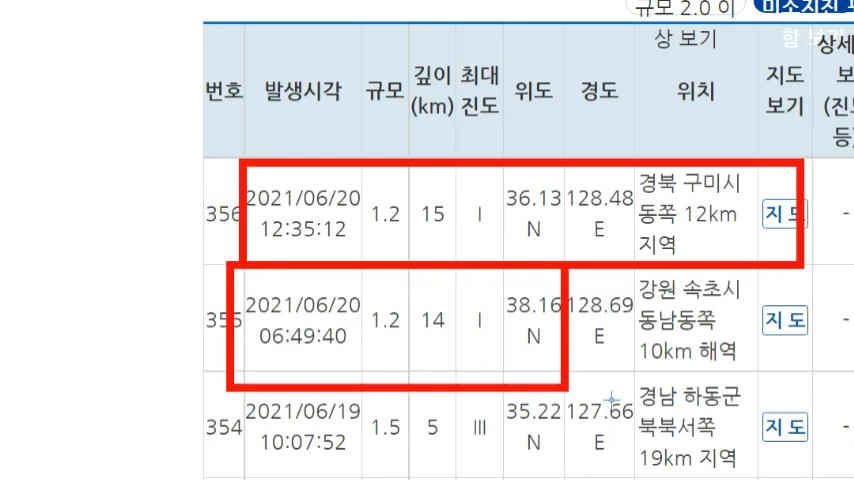 규모 2.0 이
상 보기
번호
발생시각
규모
깊이
(km)
최대
진도
위도
경도
위치
지도
보기
상세
356
2021/06/20
12:35:12
1.2
15
Ⅰ
36.13
N
128.48
E
경북 구미시
동쪽 12km
지역
지 도
-
355
2021/06/20
06:49:40
1.2
14
Ⅰ
38.16
N
128.69
E
강원 속초시
동남동쪽
10km 해역
지 도
-
354
2021/06/19
10:07:52
1.5
5
Ⅲ
35.22
N
127.66
E
경남 하동군
북북서쪽
19km 지역
지 도
-